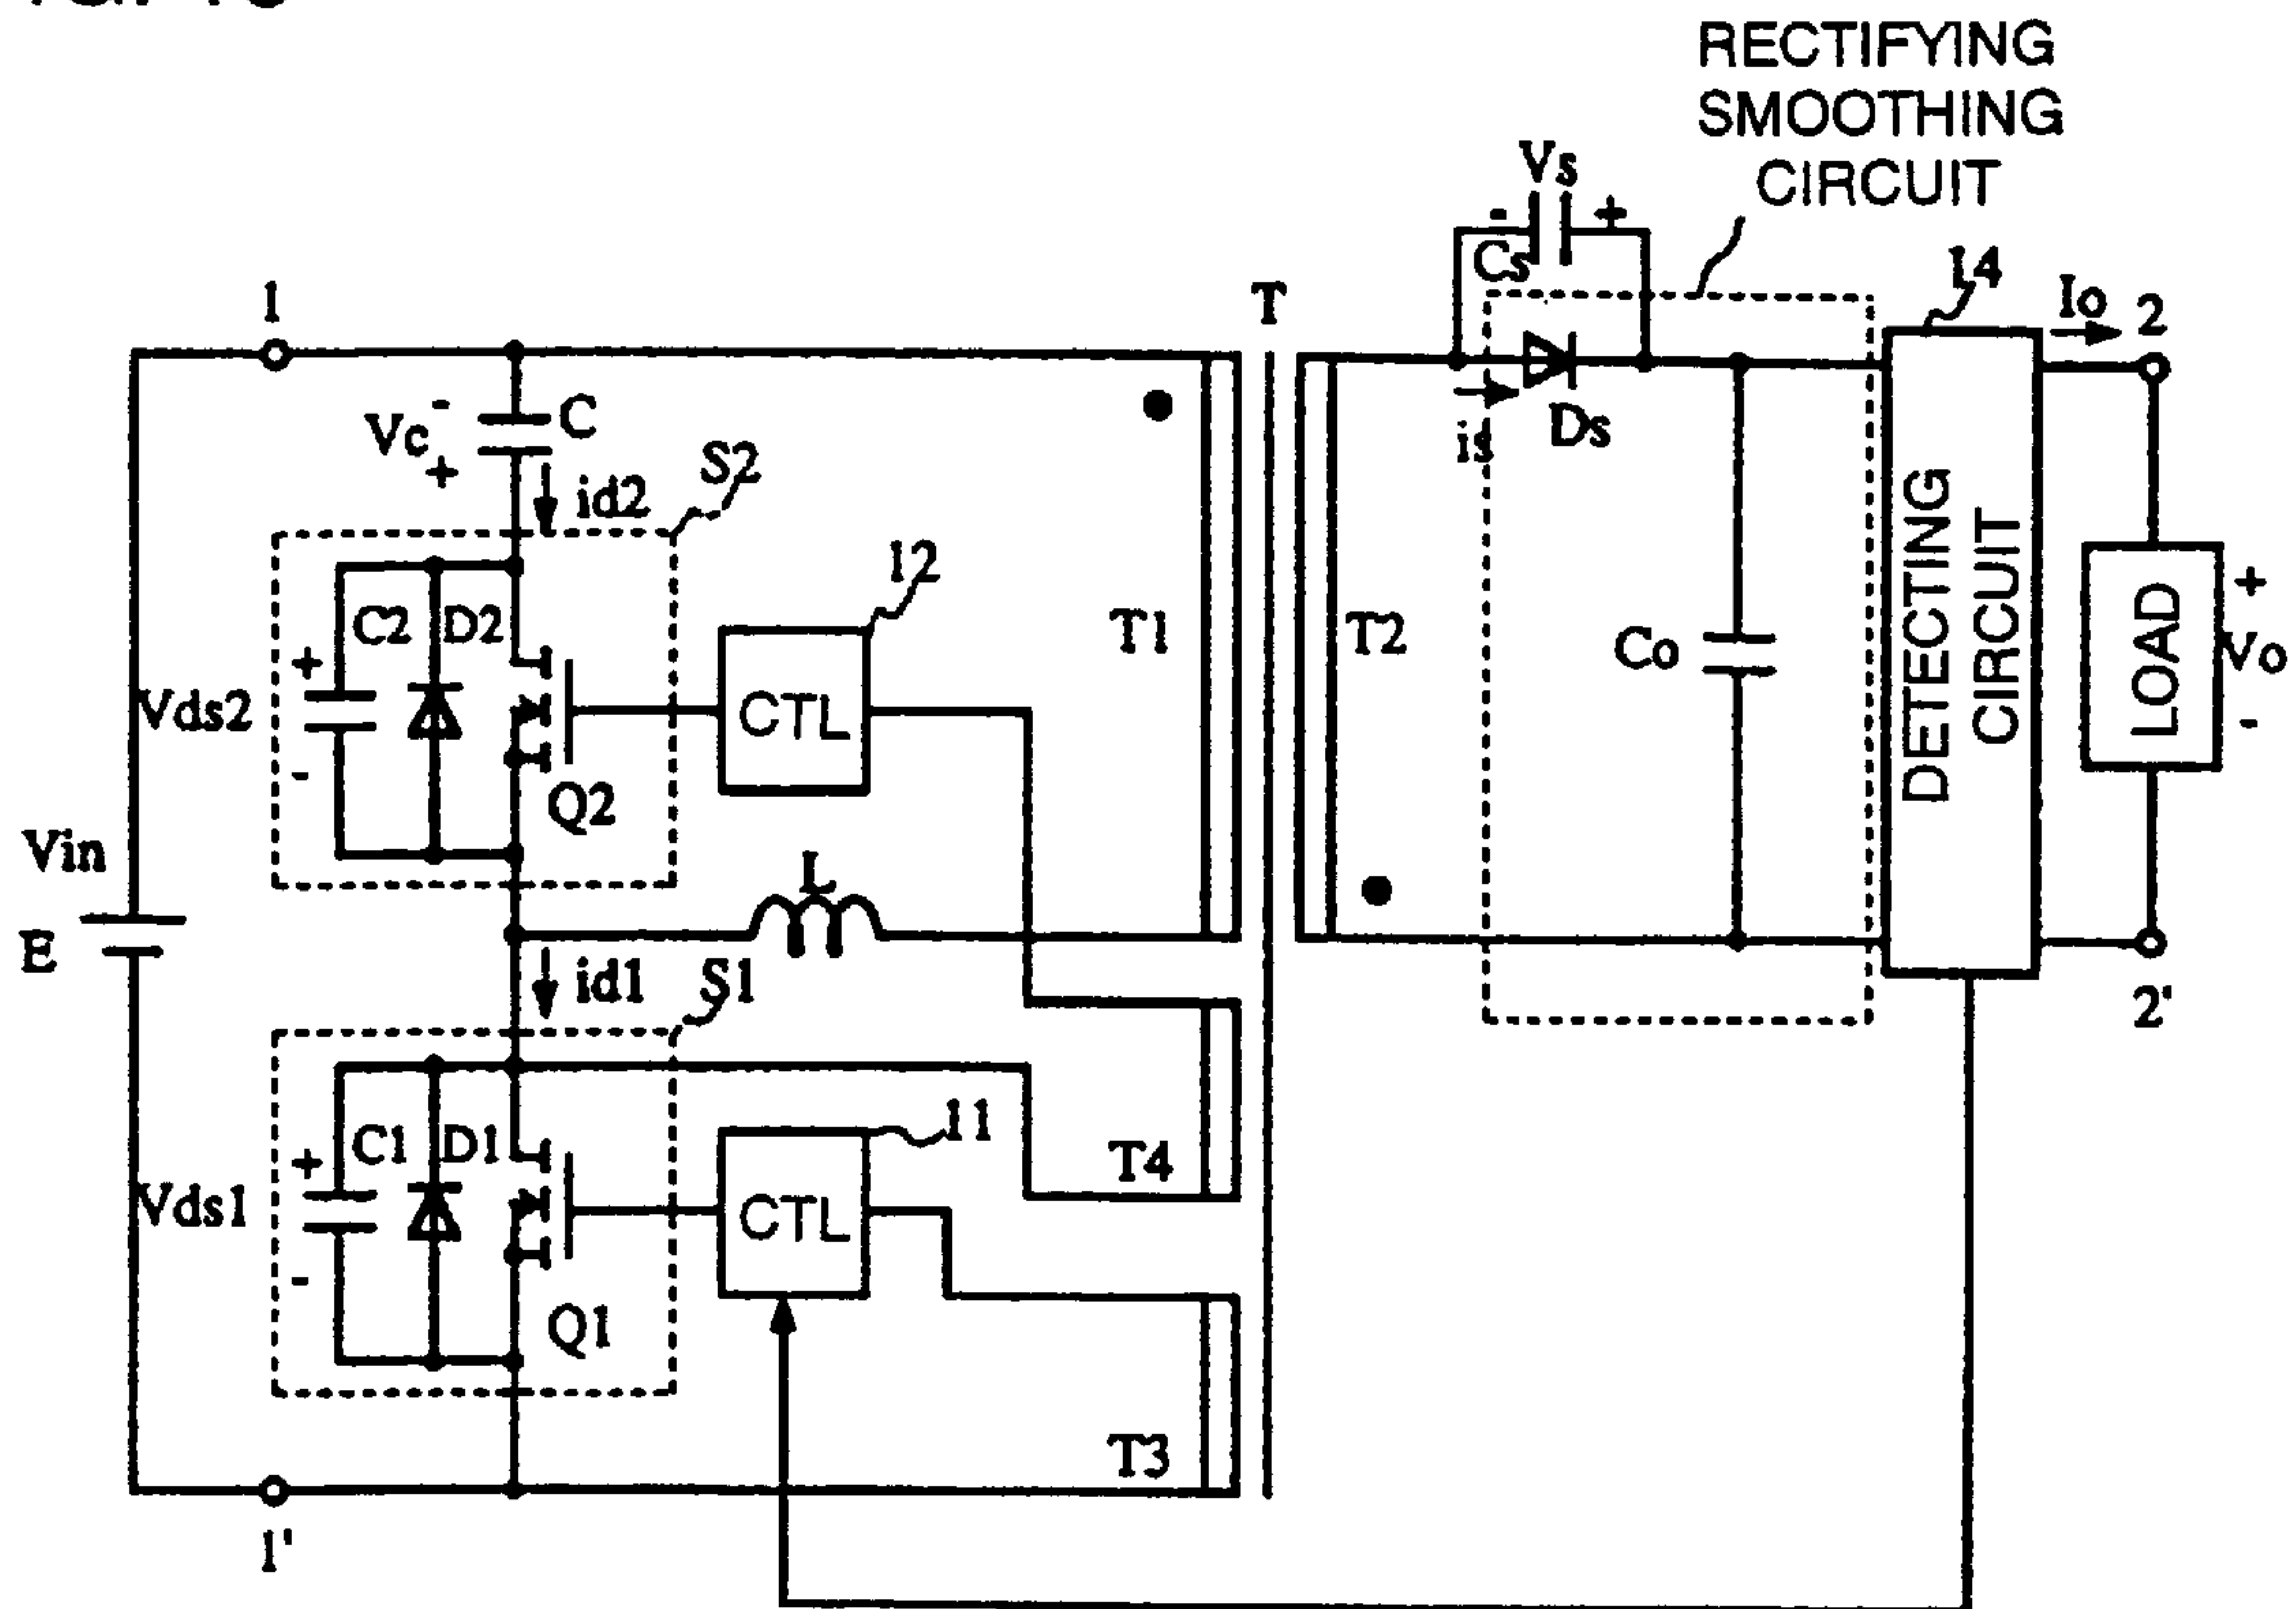 RECTIFYING
SMOOTHING
CIRCUIT
Vs
- +
Cs
14
1
T
Io 2
Vc - C
+
S2
id2
is
Ds
12
C2 D2
+
Vds2
-
CTL
Q2
T1
T2
Co
DETECTING
CIRCUIT
LOAD
+
Vo
-
Vin
E
L
id1
S1
2'
C1 D1
+
Vds1
-
11
CTL
Q1
T4
T3
1'